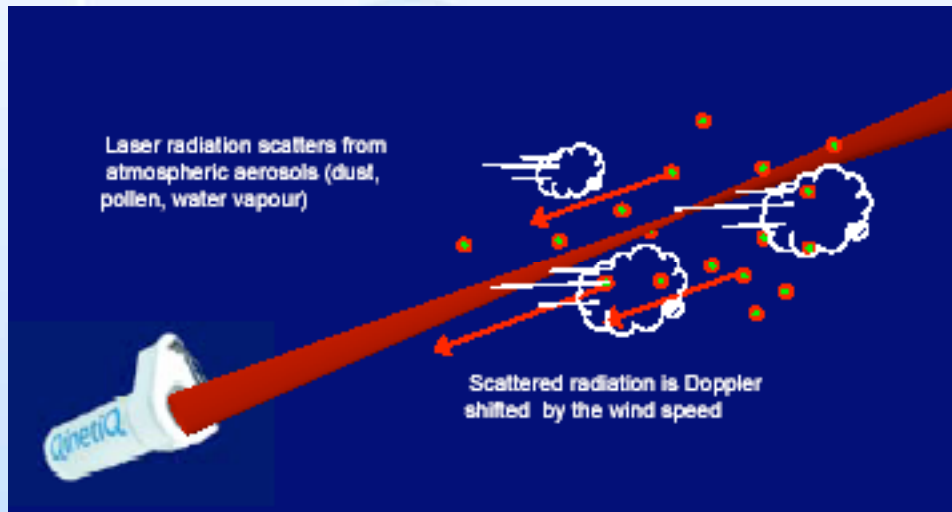 Laser radiation scatters from
atmospheric aerosols (dust,
pollen, water vapour)
Scattered radiation is Doppler
shifted by the wind speed
QinetiQ